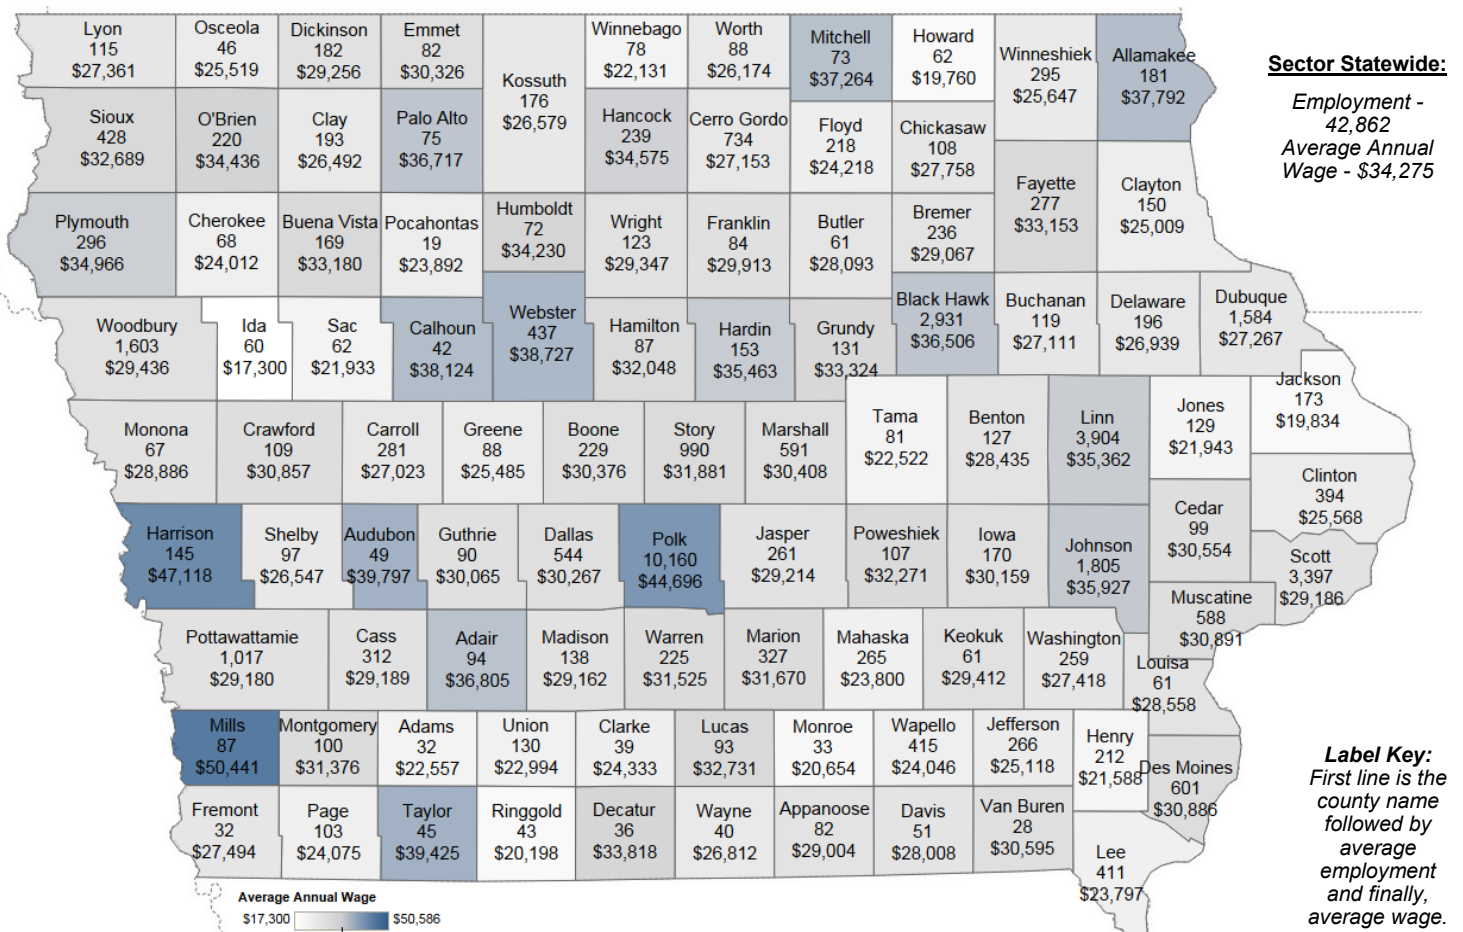 Lyon
115
$27,361
Osceola
46
$25,519
Dickinson
182
$29,256
Emmet
82
$30,326
Kossuth
176
$26,579
Winnebago
78
$22,131
Worth
88
$26,174
Mitchell
73
$37,264
Howard
62
$19,760
Winneshiek
295
$25,647
Allamakee
181
$37,792
Sector Statewide:
Employment -
42,862
Average Annual
Wage - $34,275
Sioux
428
$32,689
O'Brien
220
$34,436
Clay
193
$26,492
Palo Alto
75
$36,717
Hancock
239
$34,575
Cerro Gordo
734
$27,153
Floyd
218
$24,218
Chickasaw
108
$27,758
Fayette
277
$33,153
Clayton
150
$25,009
Plymouth
296
$34,966
Cherokee
68
$24,012
Buena Vista
169
$33,180
Pocahontas
19
$23,892
Humboldt
72
$34,230
Wright
123
$29,347
Franklin
84
$29,913
Butler
61
$28,093
Bremer
236
$29,067
Woodbury
1,603
$29,436
Ida
60
$17,300
Sac
62
$21,933
Calhoun
42
$38,124
Webster
437
$38,727
Hamilton
87
$32,048
Hardin
153
$35,463
Grundy
131
$33,324
Black Hawk
2,931
$36,506
Buchanan
119
$27,111
Delaware
196
$26,939
Dubuque
1,584
$27,267
Monona
67
$28,886
Crawford
109
$30,857
Carroll
281
$27,023
Greene
88
$25,485
Boone
229
$30,376
Story
990
$31,881
Marshall
591
$30,408
Tama
81
$22,522
Benton
127
$28,435
Linn
3,904
$35,362
Jones
129
$21,943
Jackson
173
$19,834
Clinton
394
$25,568
Harrison
145
$47,118
Shelby
97
$26,547
Audubon
49
$39,797
Guthrie
90
$30,065
Dallas
544
$30,267
Polk
10,160
$44,696
Jasper
261
$29,214
Poweshiek
107
$32,271
Iowa
170
$30,159
Johnson
1,805
$35,927
Cedar
99
$30,554
Scott
3,397
$29,186
Muscatine
588
$30,891
Pottawattamie
1,017
$29,180
Cass
312
$29,189
Adair
94
$36,805
Madison
138
$29,162
Warren
225
$31,525
Marion
327
$31,670
Mahaska
265
$23,800
Keokuk
61
$29,412
Washington
259
$27,418
Louisa
61
$28,558
Mills
87
$50,441
Montgomery
100
$31,376
Adams
32
$22,557
Union
130
$22,994
Clarke
39
$24,333
Lucas
93
$32,731
Monroe
33
$20,654
Wapello
415
$24,046
Jefferson
266
$25,118
Henry
212
$21,588
Des Moines
601
$30,886
Fremont
32
$27,494
Page
103
$24,075
Taylor
45
$39,425
Ringgold
43
$20,198
Decatur
36
$33,818
Wayne
40
$26,812
Appanoose
82
$29,004
Davis
51
$28,008
Van Buren
28
$30,595
Lee
411
$23,797
Label Key:
First line is the
county name
followed by
average
employment
and finally,
average wage.
Average Annual Wage
$17,300 $50,586